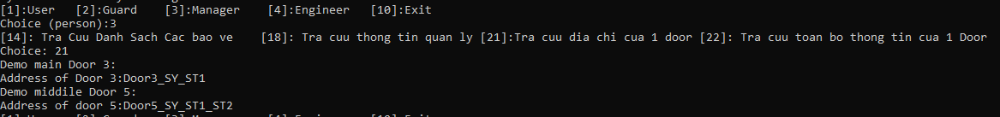 [1]:User [2]:Guard [3]:Manager [4]:Engineer [10]:Exit
Choice (person):3
[14]: Tra Cuu Danh Sach Cac bao ve [18]: Tra cuu thong tin quan ly [21]:Tra cuu dia chi cua 1 door [22]: Tra cuu toan bo thong tin cua 1 Door
Choice: 21
Demo main Door 3:
Address of Door 3:Door3_SY_ST1
Demo middile Door 5:
Address of door 5:Door5_SY_ST1_ST2